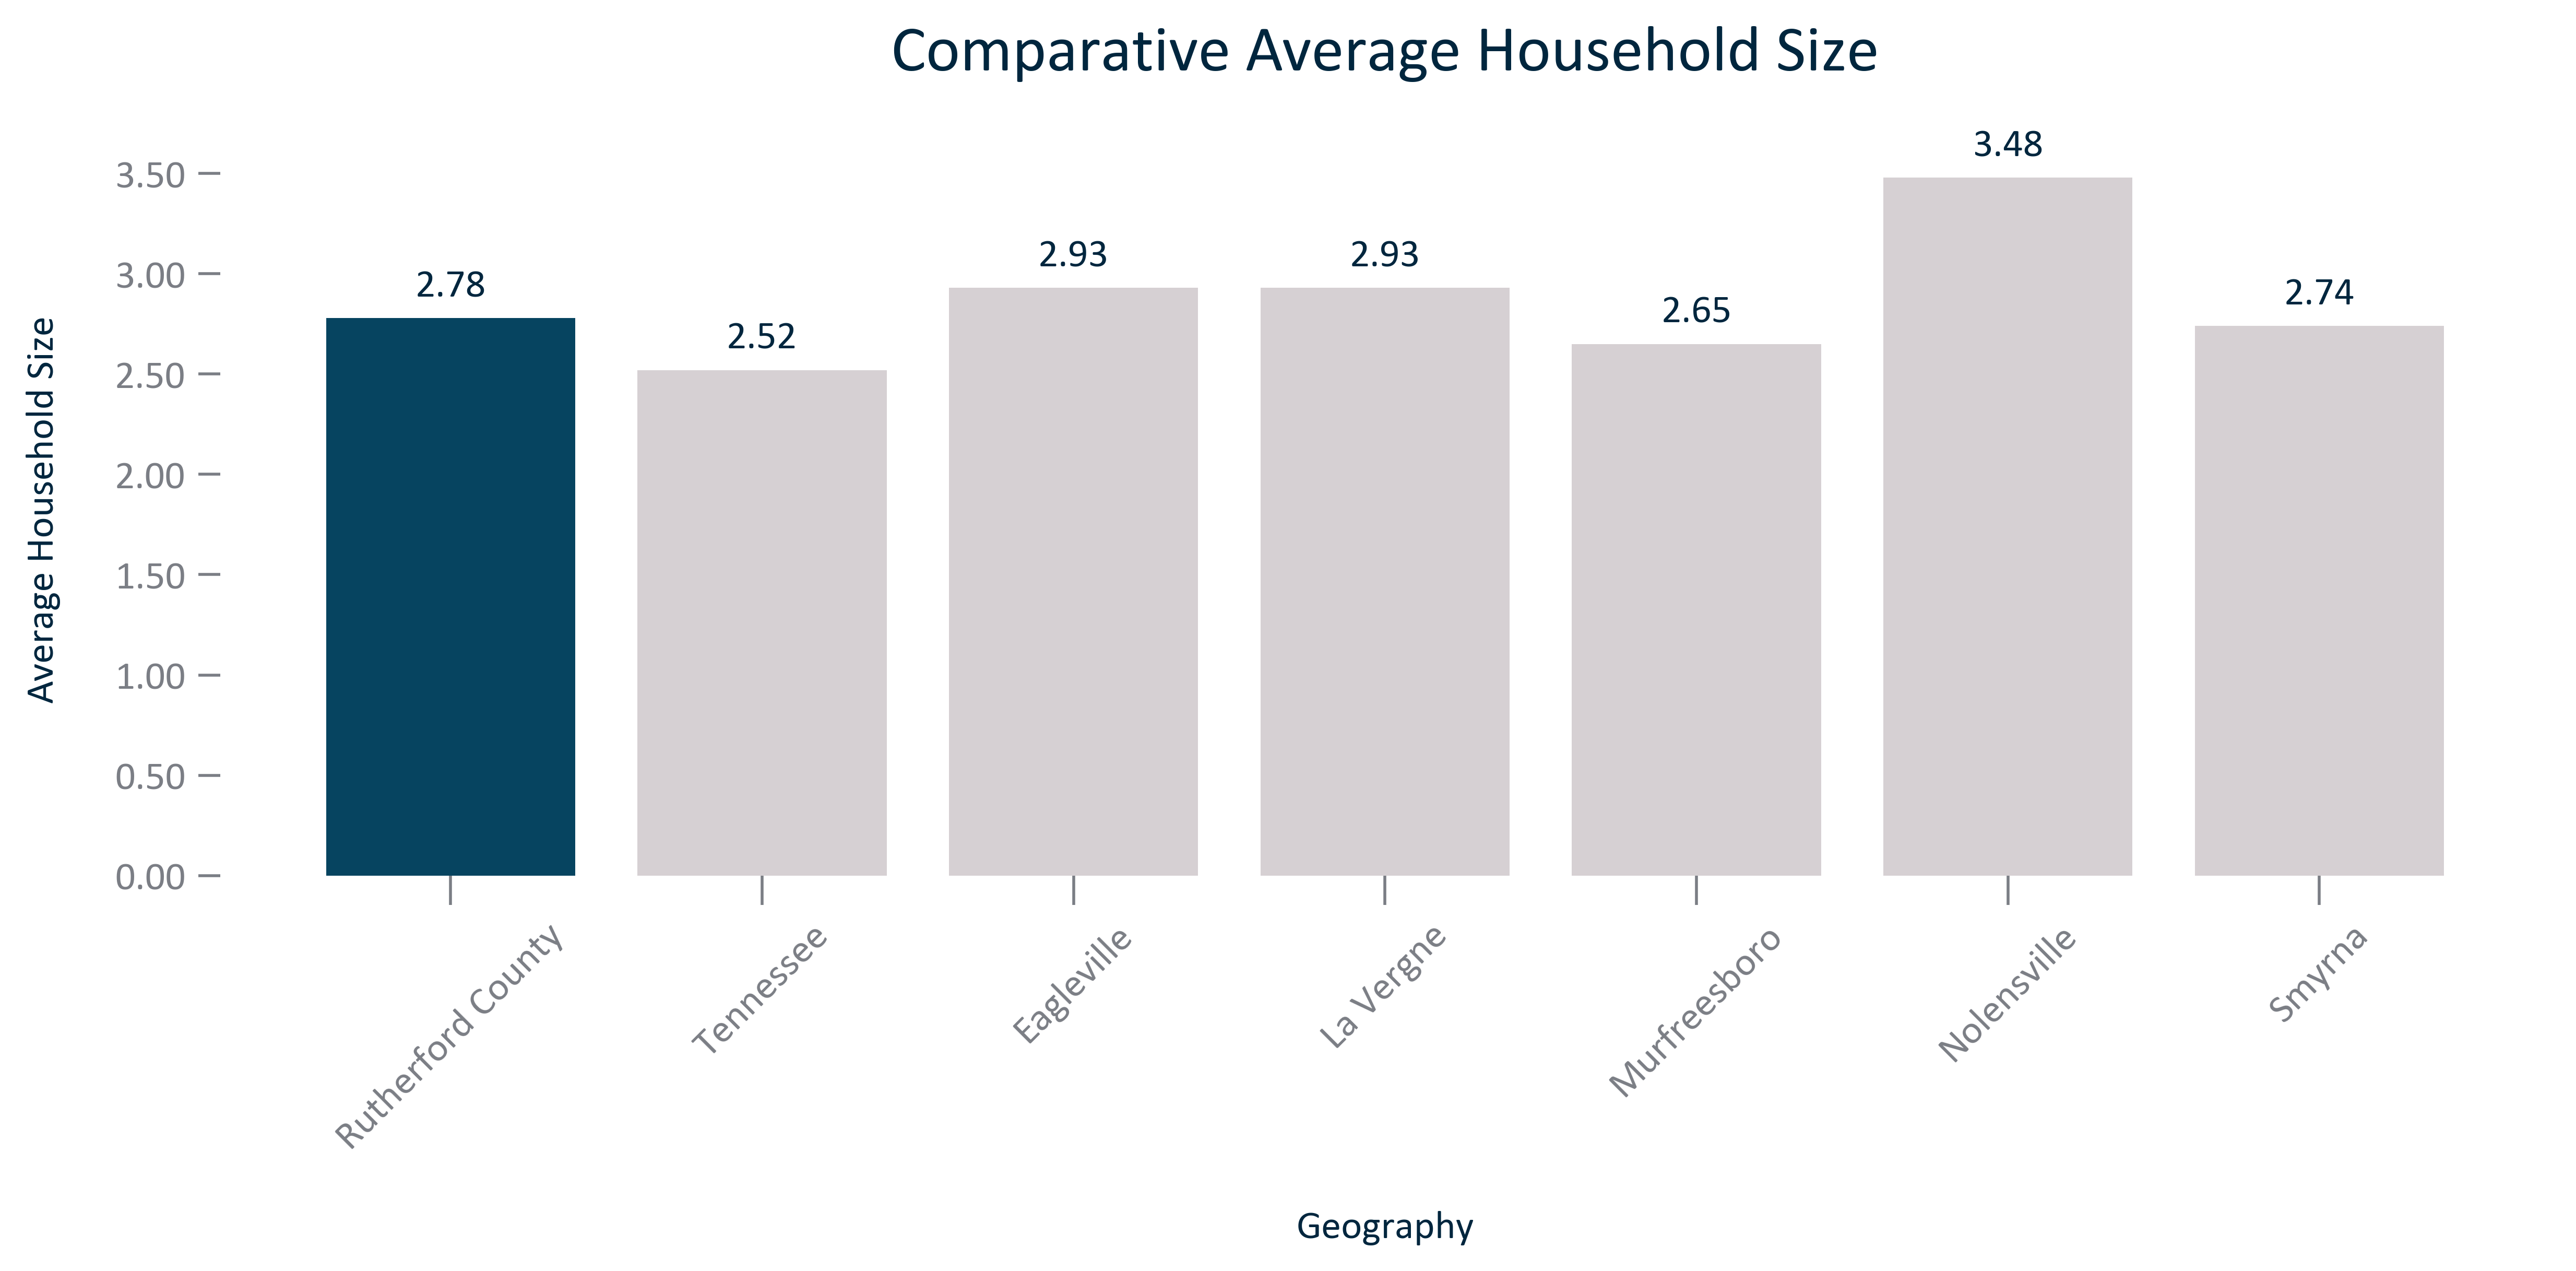 Comparative Average Household Size
Average Household Size
3.50
3.00
2.50
2.00
1.50
1.00
0.50
0.00
2.78
2.52
2.93
2.93
2.65
3.48
2.74
Rutherford County
Tennessee
Eagleville
La Vergne
Murfreesboro
Nolensville
Smyrna
Geography